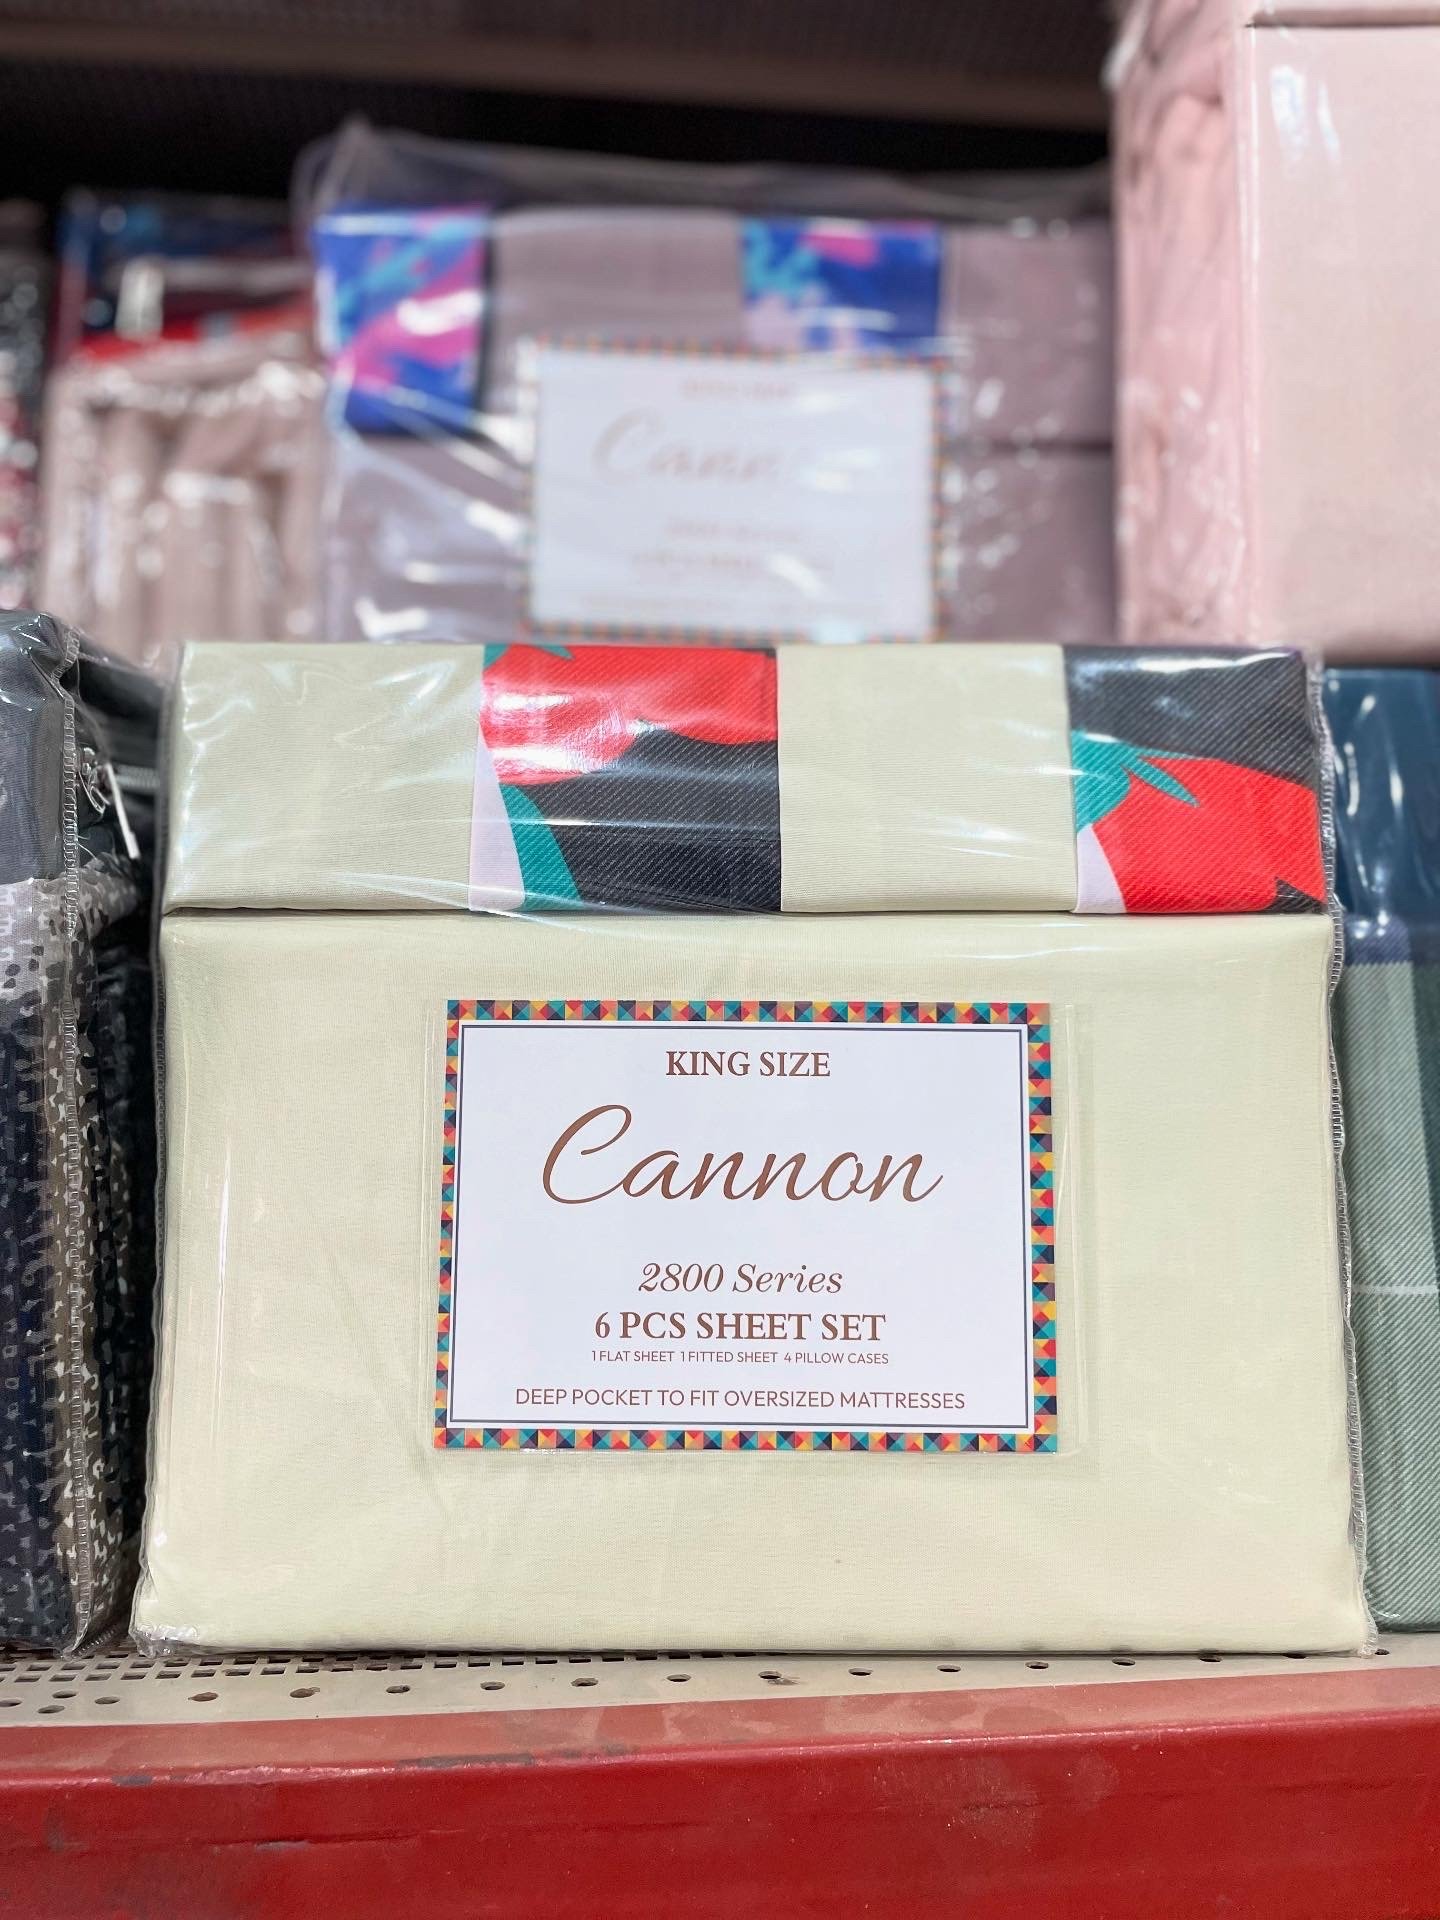 Cann
KING SIZE
Cannon
2800 Series
6 PCS SHEET SET
1 FLAT SHEET 1 FITTED SHEET 4 PILLOW CASES
DEEP POCKET TO FIT OVERSIZED MATTRESSES